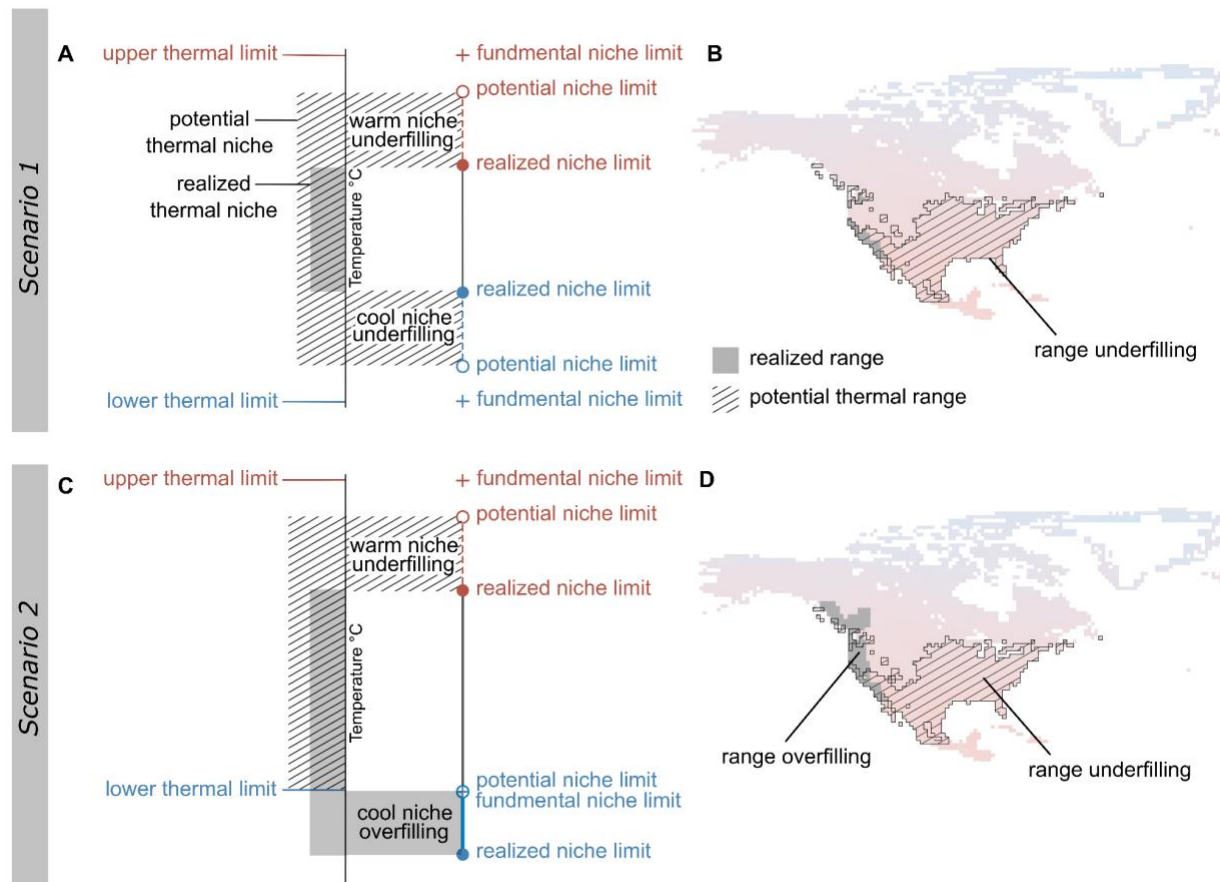 Scenario 1
A
upper thermal limit
fundmental niche limit
potential niche limit
potential
thermal niche
warm niche
underfilling
realized niche limit
realized
thermal niche
Temperature °C
realized niche limit
cool niche
underfilling
potential niche limit
lower thermal limit
fundmental niche limit
B
range underfilling
realized range
potential thermal range
Scenario 2
C
upper thermal limit
fundmental niche limit
potential niche limit
warm niche
underfilling
realized niche limit
Temperature °C
lower thermal limit
potential niche limit
fundmental niche limit
cool niche
overfilling
realized niche limit
D
range overfilling
range underfilling